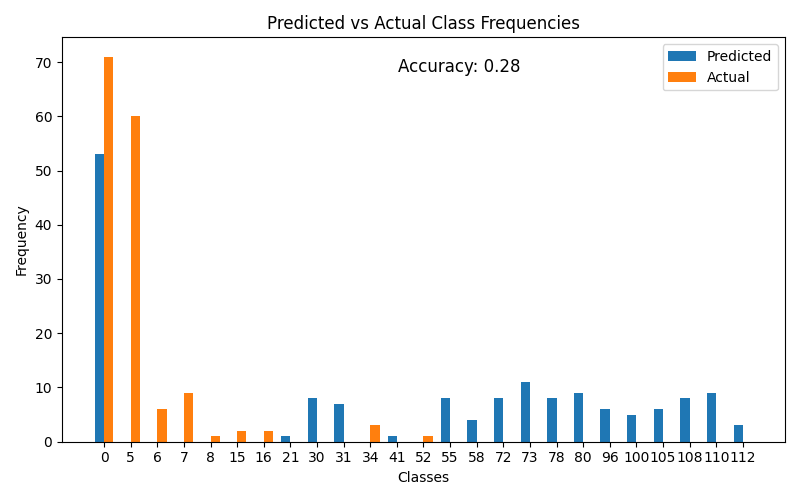 Predicted vs Actual Class Frequencies
Accuracy: 0.28
Predicted
Actual
70
60
50
40
30
20
10
0
Frequency
0 5 6 7 8 15 16 21 30 31 34 41 52 55 58 72 73 78 80 96 100 105 108 110 112
Classes